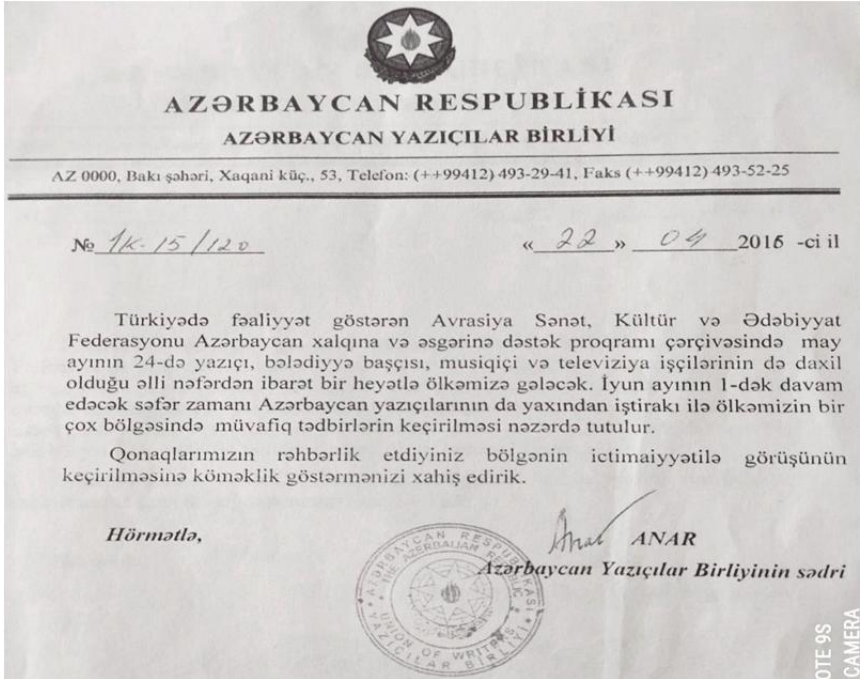 AZƏRBAYCAN RESPUBLİKASI
AZƏRBAYCAN YAZIÇILAR BİRLİYİ
AZ 0000, Bakı şəhəri, Xaqani küç., 53, Telefon: (++99412) 493-29-41, Faks (++99412) 493-52-25
№ 1K-15/120 « 22 » 04 2016 -ci il
Türkiyədə fəaliyyət göstərən Avrasiya Sənət, Kültür və Ədəbiyyat
Federasyonu Azərbaycan xalqına və əsgərinə dəstək proqramı çərçivəsində may
ayının 24-də yazıçı, bələdiyyə başçısı, musiqiçi və televiziya işçilərinin də daxil
olduğu əlli nəfərdən ibarət bir heyətlə ölkəmizə gələcək. İyun ayının 1-dək davam
edəcək səfər zamanı Azərbaycan yazıçılarının da yaxından iştirakı ilə ölkəmizin bir
çox bölgəsində müvafiq tədbirlərin keçirilməsi nəzərdə tutulur.
Qonaqlarımızın rəhbərlik etdiyiniz bölgənin ictimaiyyətilə görüşünün
keçirilməsinə köməklik göstərmənizi xahiş edirik.
Hörmətlə,
Anar ANAR
Azərbaycan Yazıçılar Birliyinin sədri
AZƏRBAYCAN RESPUBLİKASI
THE AZERBAIJAN REPUBLIC
UNION OF WRITERS
YAZIÇILAR BİRLİYİ
OTE 9S
CAMERA